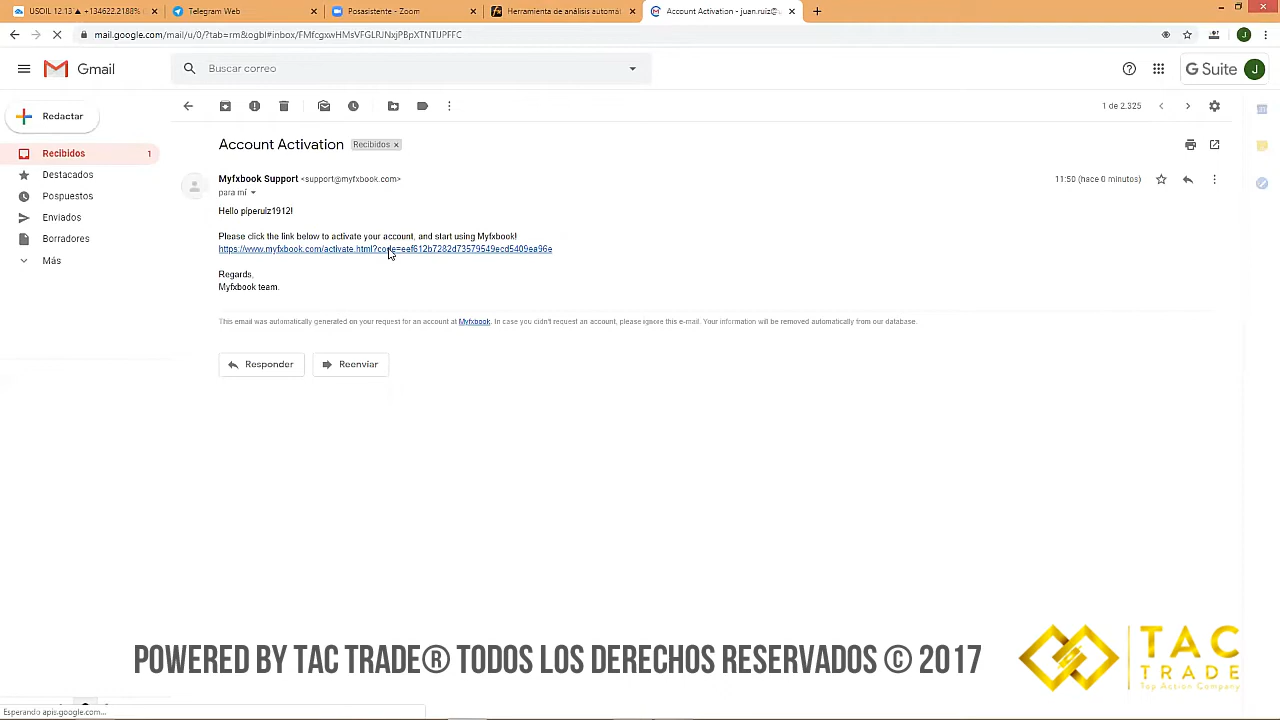 USOIL 12.13 ▲ +134622.2188%
Telegram Web
Posasistente - Zoom
Herramienta de análisis automát
Account Activation - juan.ruiz@
mail.google.com/mail/u/0/?tab=rm&ogbl#inbox/FMfcgxwHMsVFGLRJNxjPBpXTNTUPFFC
Gmail
Buscar correo
G Suite
J
Redactar
1 de 2.325
Recibidos 1
Destacados
Pospuestos
Enviados
Borradores
Más
Account Activation Recibidos ×
Myfxbook Support <support@myfxbook.com>
11:50 (hace 0 minutos)
para mí
Hello piperuiz1912!
Please click the link below to activate your account, and start using Myfxbook!
https://www.myfxbook.com/activate.html?code=eef612b7282d73579549ecd5409ea96e
Regards,
Myfxbook team.
This email was automatically generated on your request for an account at Myfxbook. In case you didn't request an account, please ignore this e-mail. Your information will be removed automatically from our database.
Responder
Reenviar
POWERED BY TAC TRADE® TODOS LOS DERECHOS RESERVADOS © 2017
TAC
TRADE
Top Action Company
Esperando apis.google.com...